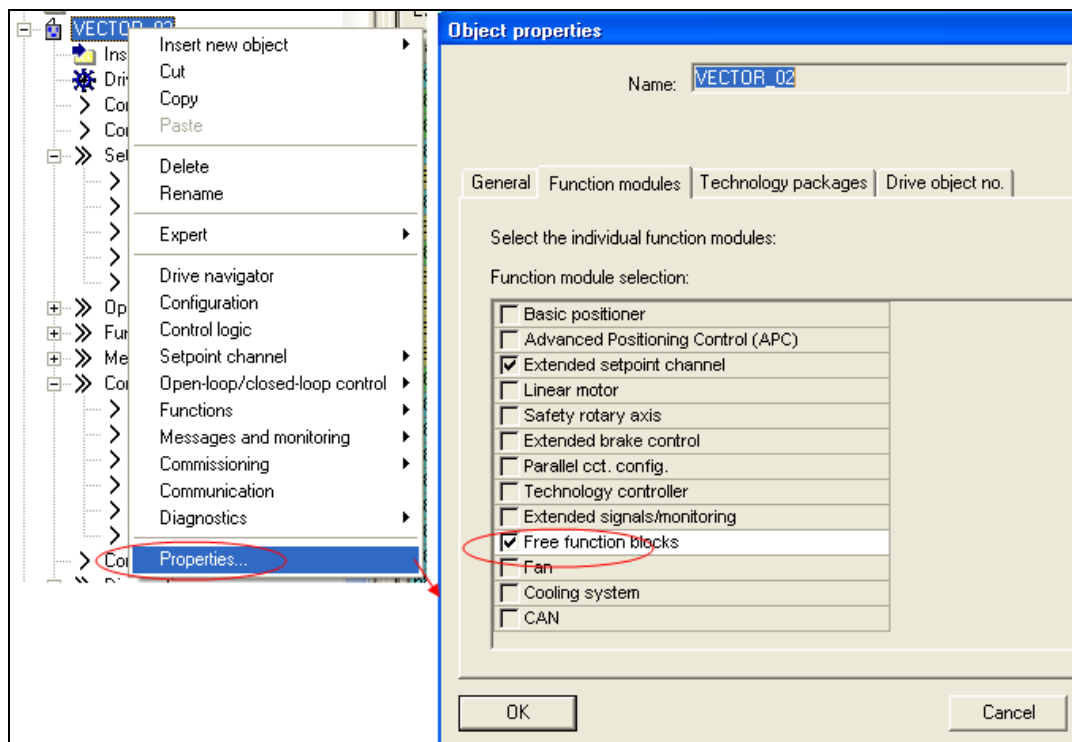 VECTOR_02
Ins
Dri
Co
Co
Set
Op
Fur
Me
Co
Co
Insert new object
Cut
Copy
Paste
Delete
Rename
Expert
Drive navigator
Configuration
Control logic
Setpoint channel
Open-loop/closed-loop control
Functions
Messages and monitoring
Commissioning
Communication
Diagnostics
Properties...
Object properties
Name: VECTOR_02
General Function modules Technology packages Drive object no.
Select the individual function modules:
Function module selection:
Basic positioner
Advanced Positioning Control (APC)
Extended setpoint channel
Linear motor
Safety rotary axis
Extended brake control
Parallel cct. config.
Technology controller
Extended signals/monitoring
Free function blocks
Fan
Cooling system
CAN
OK Cancel